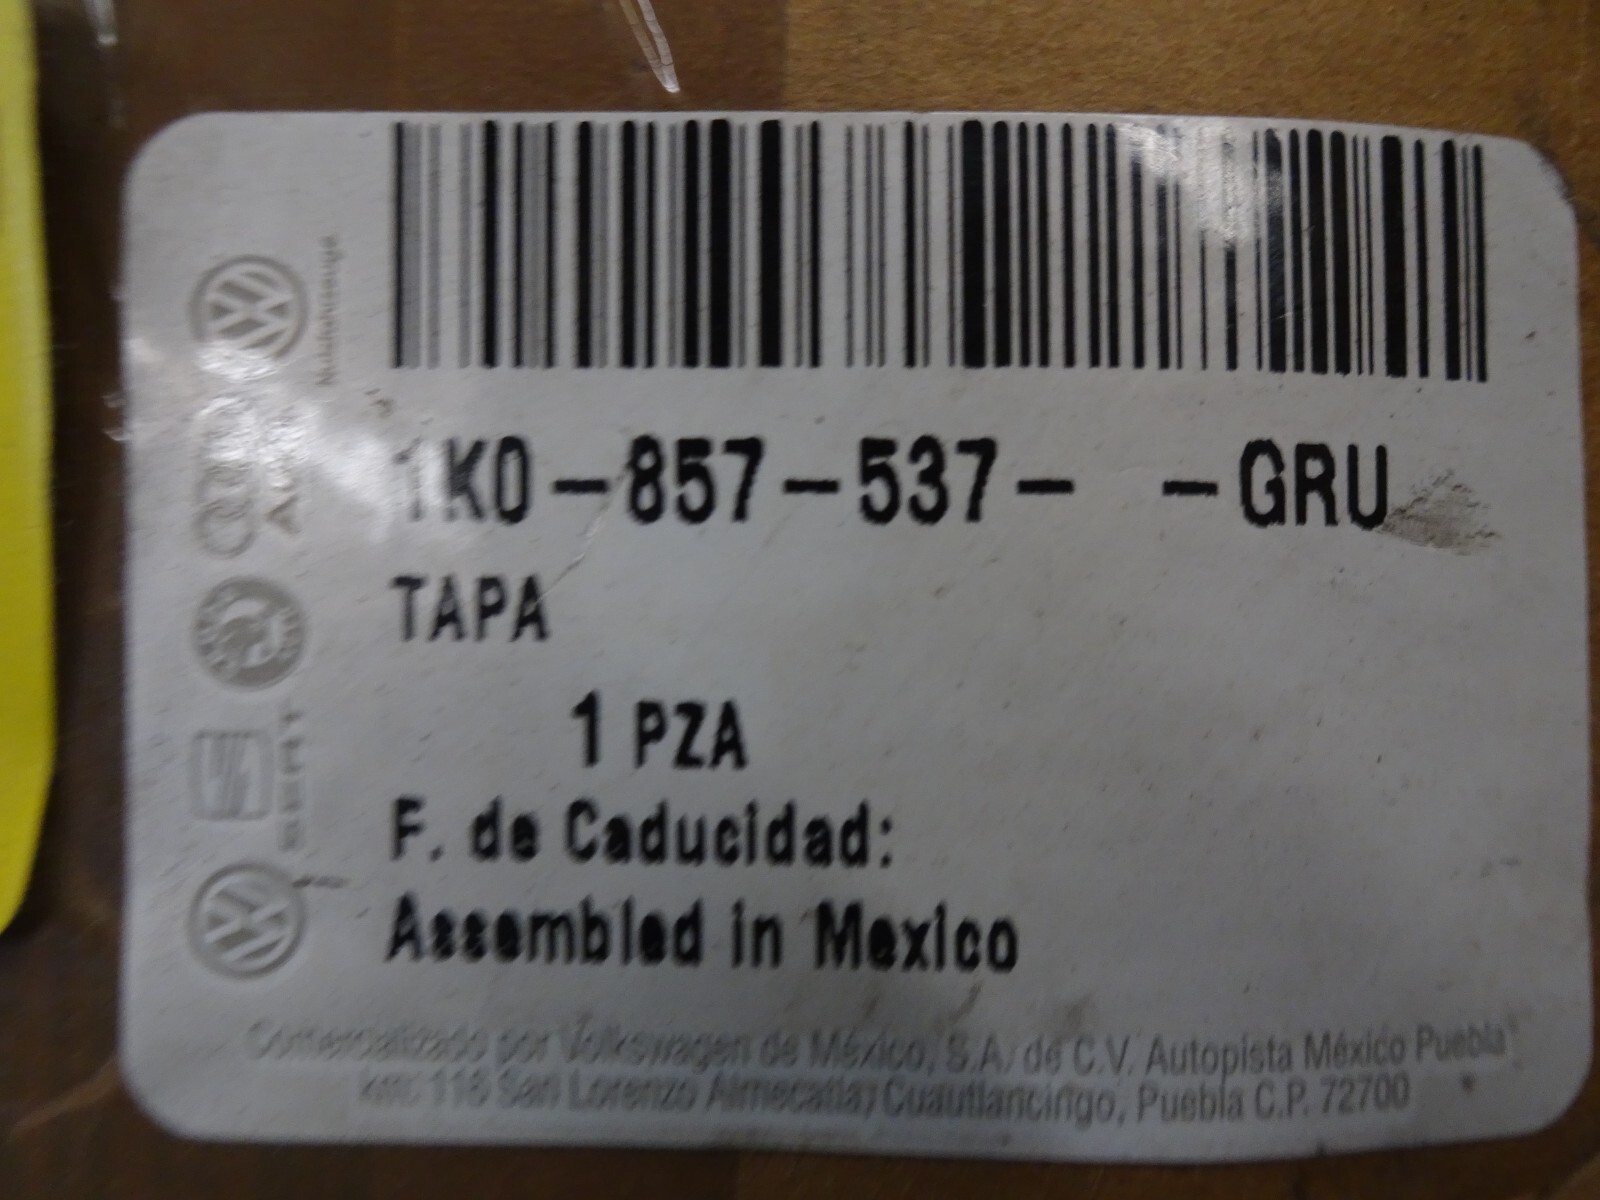 1K0-857-537- -GRU
TAPA
1 PZA
F. de Caducidad:
Assembled in Mexico
Comercializado por Volkswagen de México, S.A. de C.V. Autopista México Puebla
km. 116 San Lorenzo Almecatla, Cuautlancingo, Puebla C.P. 72700
SEAT